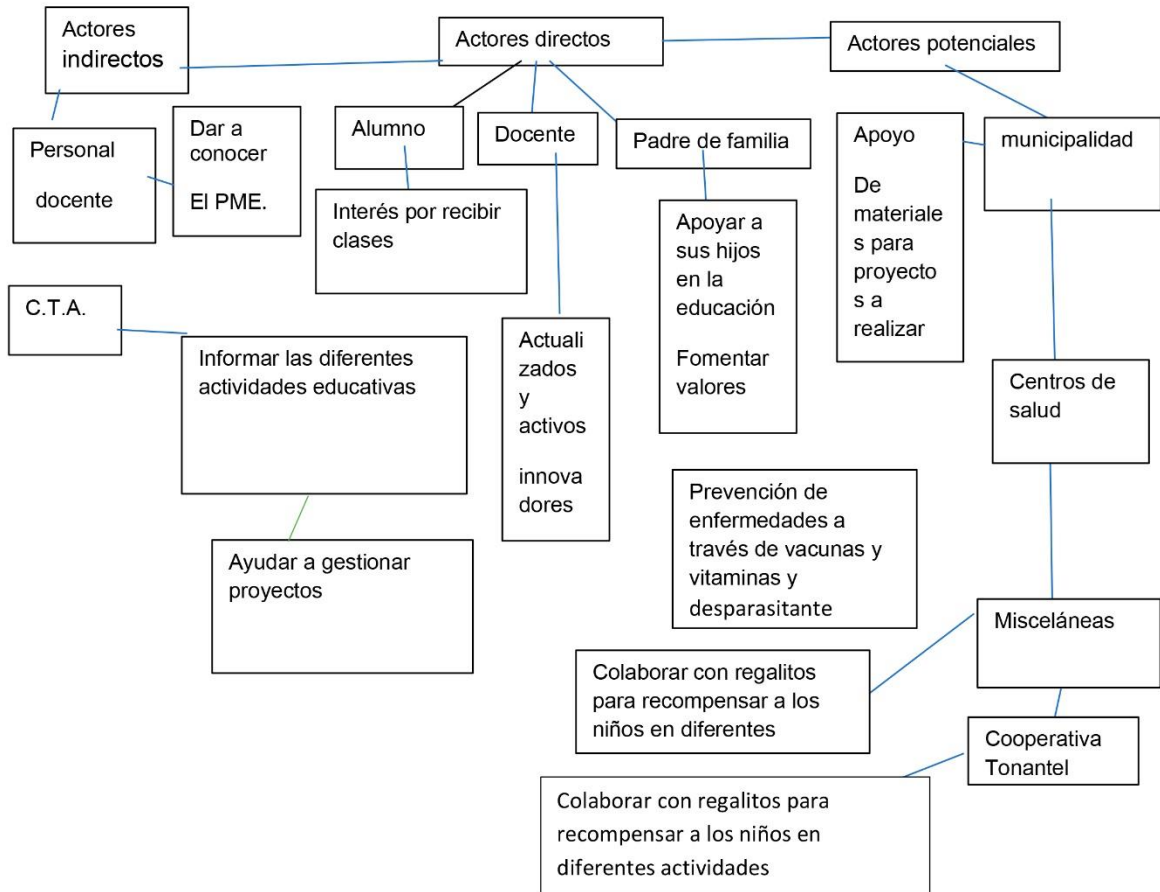 Actores
indirectos
Actores directos
Actores potenciales
Personal
docente
Dar a
conocer
El PME.
Alumno
Docente
Padre de familia
Apoyo
De
materiale
s para
proyecto
s a
realizar
municipalidad
Interés por recibir
clases
Apoyar a
sus hijos
en la
educación
Fomentar
valores
C.T.A.
Informar las diferentes
actividades educativas
Actuali
zados
y
activos
innova
dores
Centros de
salud
Prevención de
enfermedades a
través de vacunas y
vitaminas y
desparasitante
Ayudar a gestionar
proyectos
Misceláneas
Colaborar con regalitos
para recompensar a los
niños en diferentes
Cooperativa
Tonantel
Colaborar con regalitos para
recompensar a los niños en
diferentes actividades